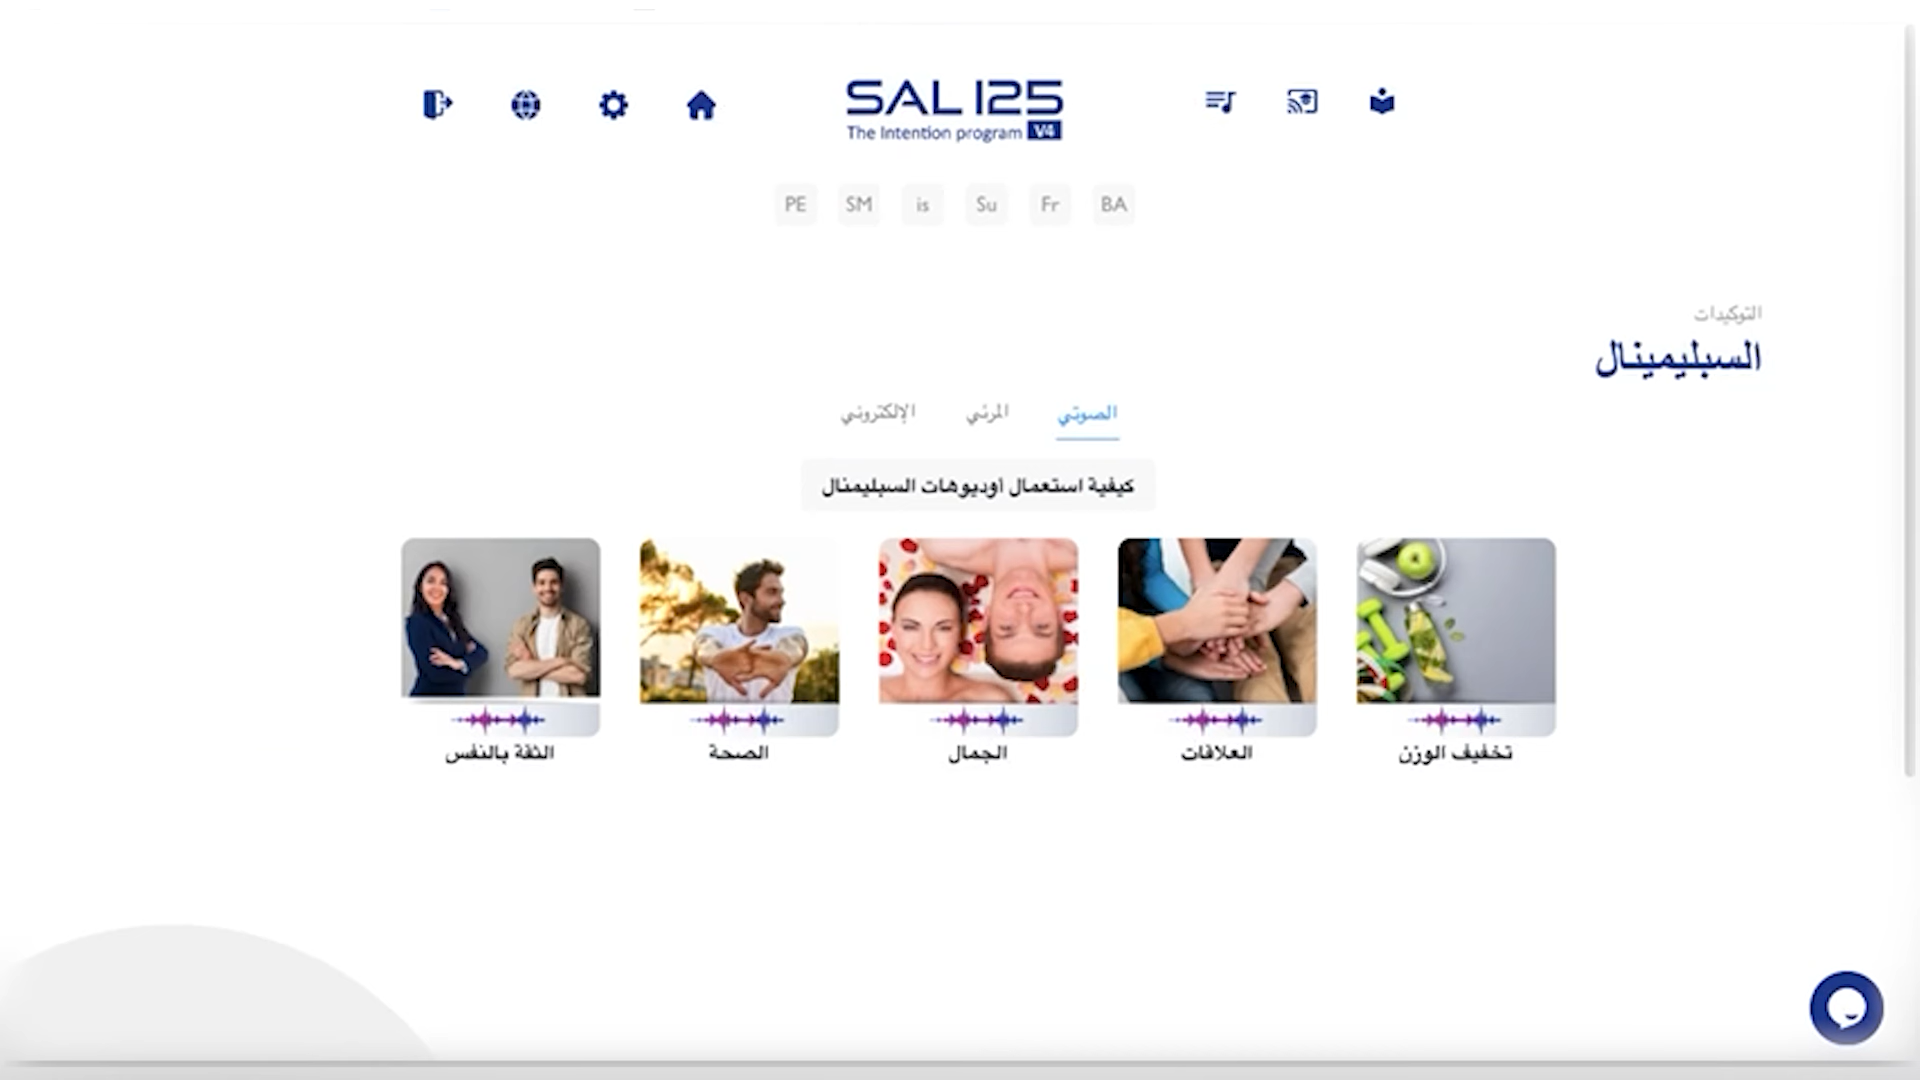 SAL 125
The Intention program V4
PE SM is Su Fr BA
التوكيدات
السبليمينال
الصوتي المرئي الإلكتروني
كيفية استعمال أوديوهات السبليمنال
تخفيف الوزن العلاقات الجمال الصحة الثقة بالنفس